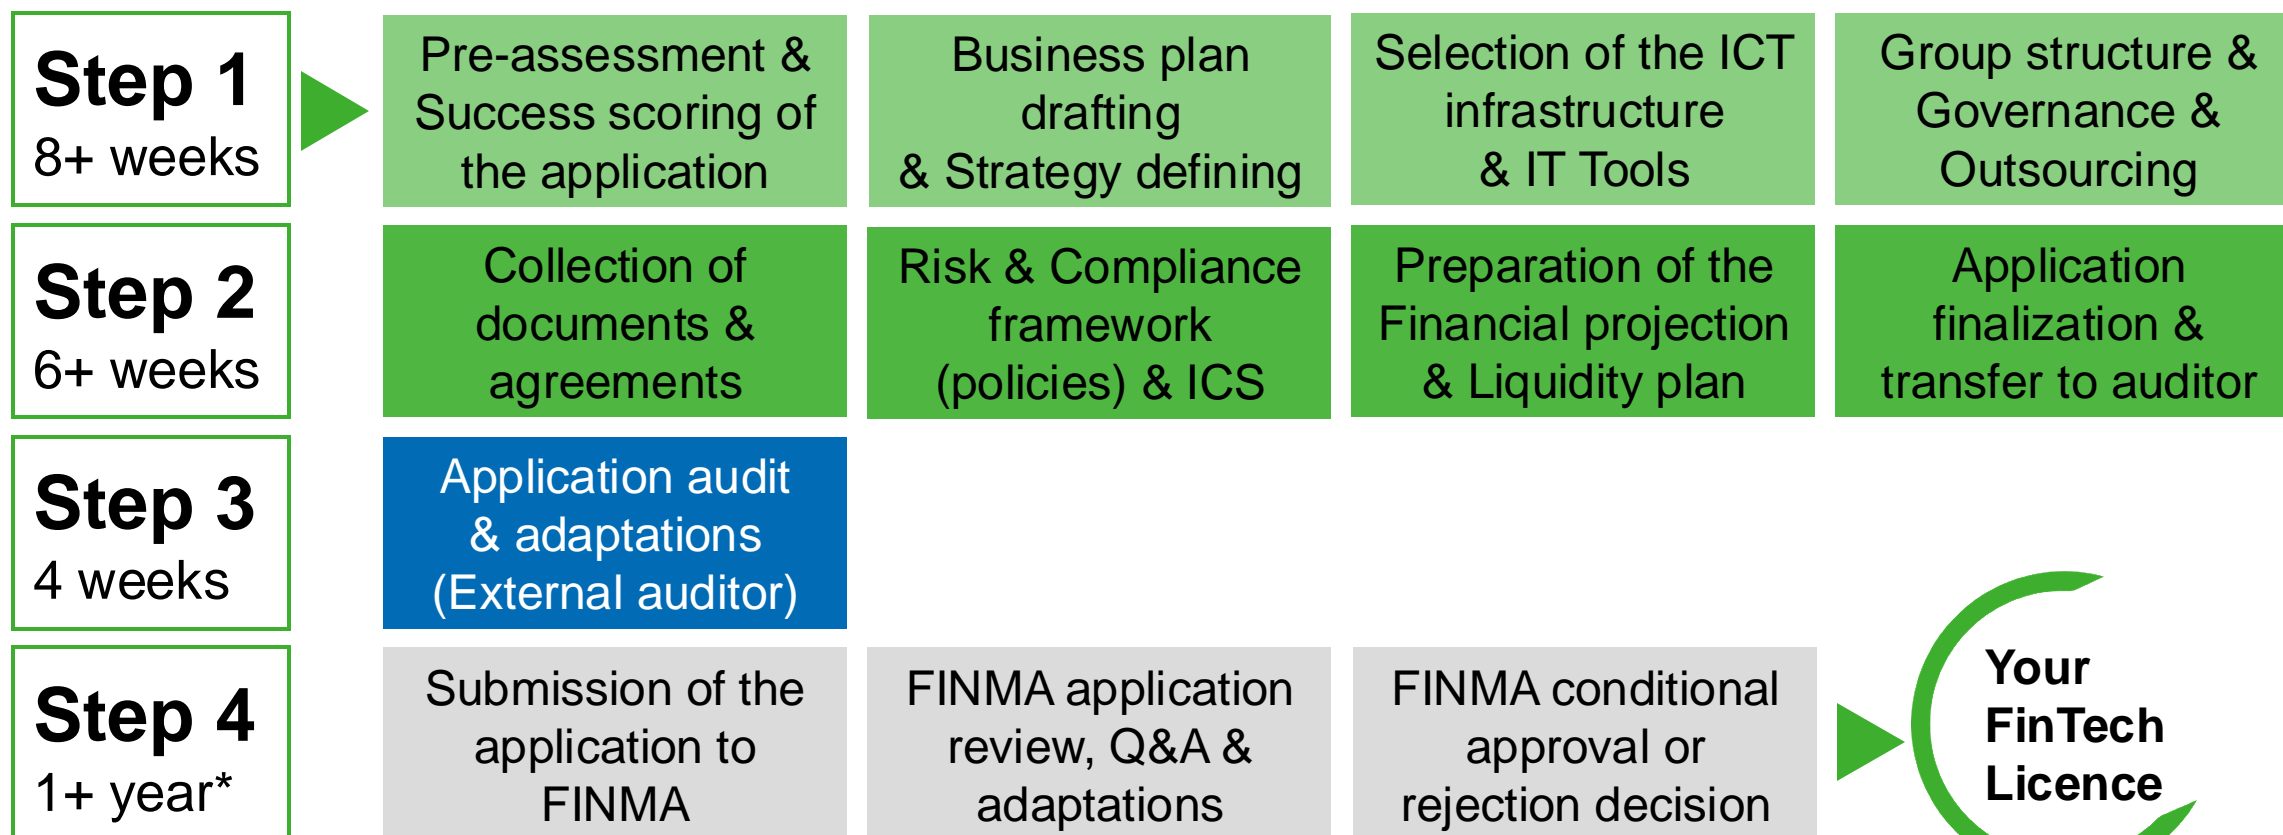 Step 1
8+ weeks
Pre-assessment &
Success scoring of
the application
Business plan
drafting
& Strategy defining
Selection of the ICT
infrastructure
& IT Tools
Group structure &
Governance &
Outsourcing
Step 2
6+ weeks
Collection of
documents &
agreements
Risk & Compliance
framework
(policies) & ICS
Preparation of the
Financial projection
& Liquidity plan
Application
finalization &
transfer to auditor
Step 3
4 weeks
Application audit
& adaptations
(External auditor)
Step 4
1+ year*
Submission of the
application to
FINMA
FINMA application
review, Q&A &
adaptations
FINMA conditional
approval or
rejection decision
Your
FinTech
Licence